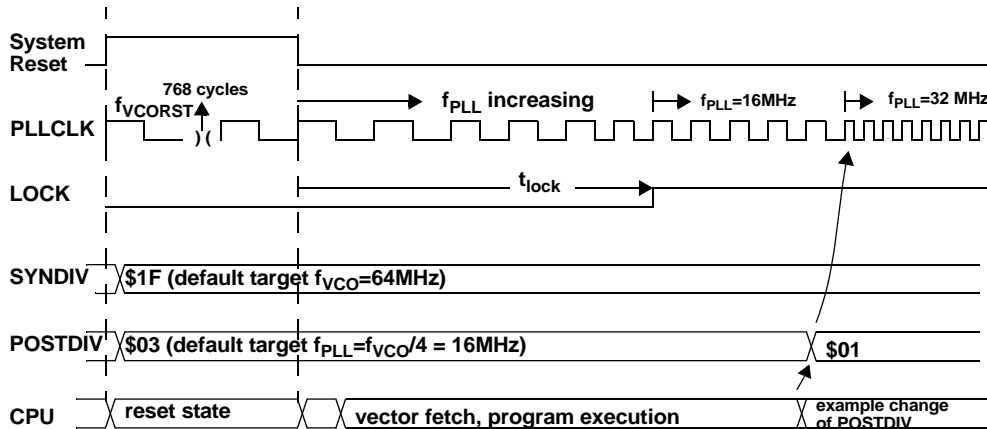 System
Reset
768 cycles
fVCORST
fPLL increasing
fPLL=16MHz
fPLL=32 MHz
PLLCLK
)(
LOCK
tlock
SYNDIV
$1F (default target fVCO=64MHz)
POSTDIV
$03 (default target fPLL=fVCO/4 = 16MHz)
$01
CPU
reset state
vector fetch, program execution
example change
of POSTDIV